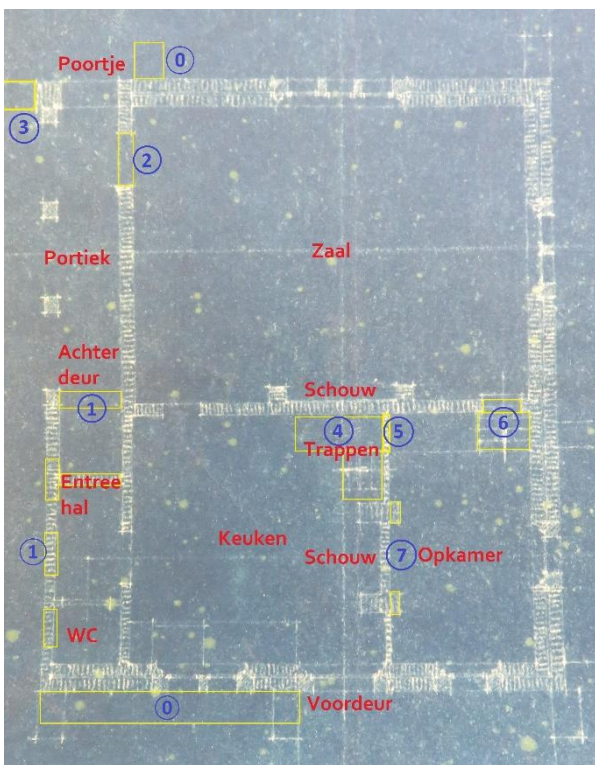 Poortje 0
3
2
Portiek
Zaal
Achter
deur
1
Schouw
4 5 6
Trappen
Entree
hal
Keuken
1
Schouw 7 Opkamer
WC
0 Voordeur